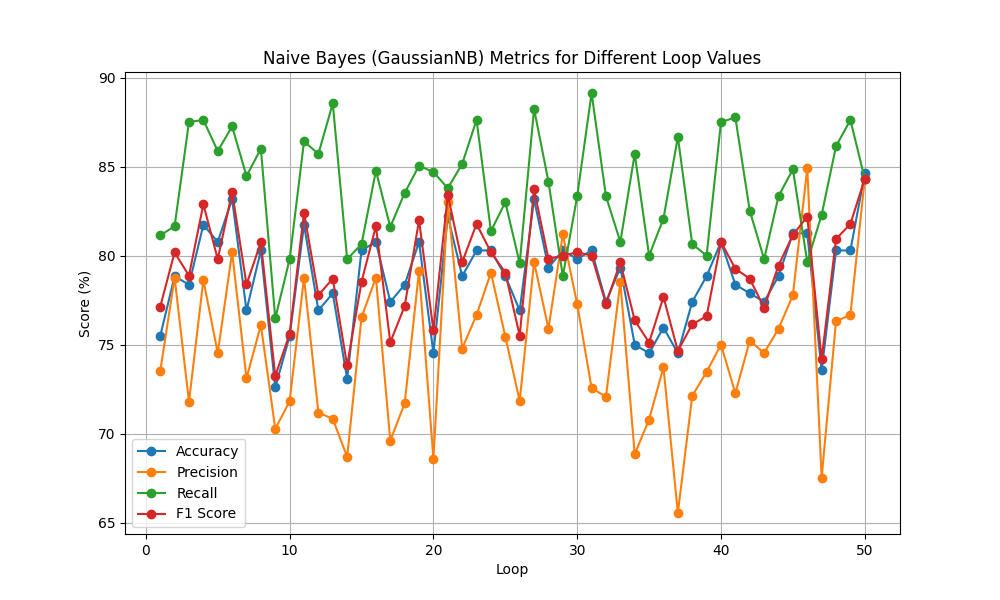 Naive Bayes (GaussianNB) Metrics for Different Loop Values
90
85
80
75
70
65
Score (%)
Accuracy
Precision
Recall
F1 Score
0 10 20 30 40 50
Loop